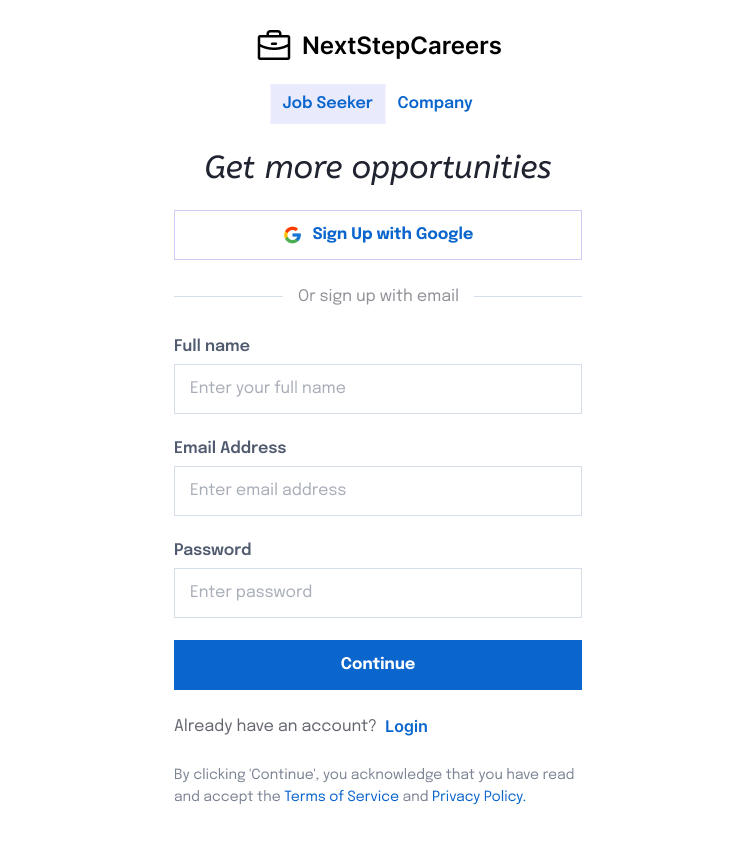 NextStepCareers
Job Seeker Company
Get more opportunities
Sign Up with Google
Or sign up with email
Full name
Enter your full name
Email Address
Enter email address
Password
Enter password
Continue
Already have an account? Login
By clicking 'Continue', you acknowledge that you have read
and accept the Terms of Service and Privacy Policy.